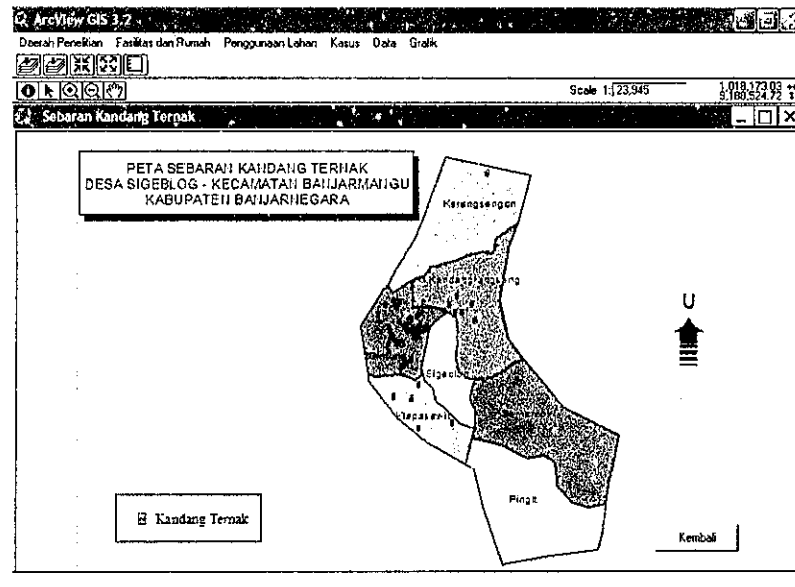 ArcView GIS 3.2
Daerah Penelitian Fasilitas dan Rumah Penggunaan Lahan Kasus Data Grafik
Scale 1: 23,945
1,018,173.03
9,180,524.72
Sebaran Kandang Ternak
PETA SEBARAN KANDANG TERNAK
DESA SIGEBLOG - KECAMATAN BANJARMANGU
KABUPATEN BANJARNEGARA
Karangsengon
U
Sigeblog
Pingit
Kandang Ternak
Kembali